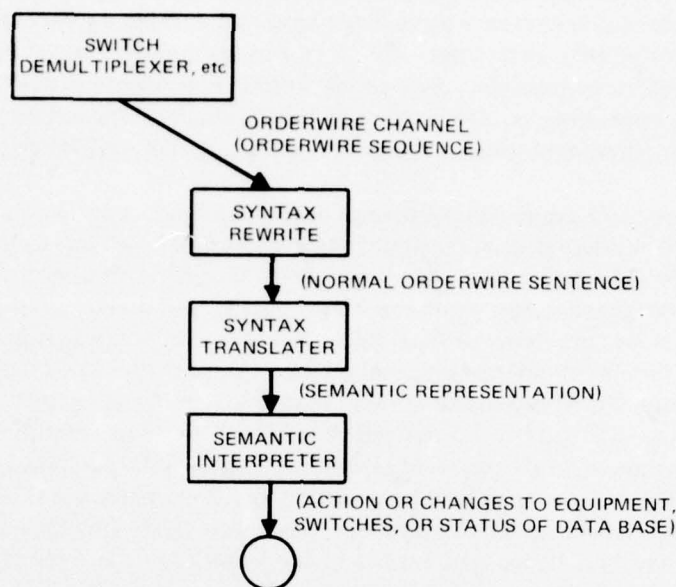 SWITCH
DEMULTIPLEXER, etc
ORDERWIRE CHANNEL
(ORDERWIRE SEQUENCE)
SYNTAX
REWRITE
(NORMAL ORDERWIRE SENTENCE)
SYNTAX
TRANSLATER
(SEMANTIC REPRESENTATION)
SEMANTIC
INTERPRETER
(ACTION OR CHANGES TO EQUIPMENT,
SWITCHES, OR STATUS OF DATA BASE)